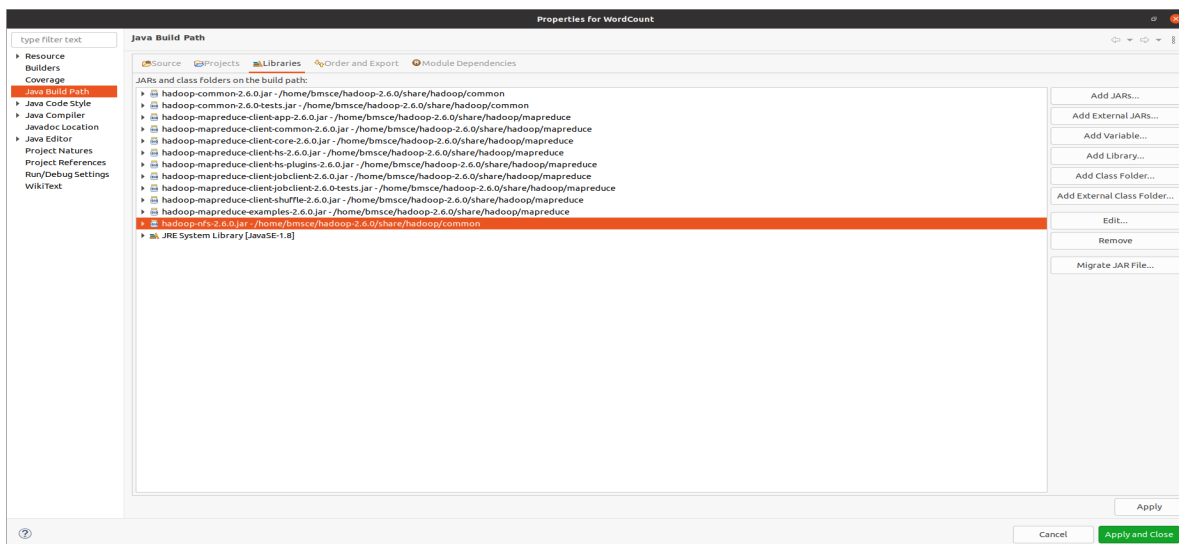 Properties for WordCount
type filter text
Resource
Builders
Coverage
Java Build Path
Java Code Style
Java Compiler
Javadoc Location
Java Editor
Project Natures
Project References
Run/Debug Settings
WikiText
Java Build Path
Source Projects Libraries Order and Export Module Dependencies
JARs and class folders on the build path:
hadoop-common-2.6.0.jar - /home/bmsce/hadoop-2.6.0/share/hadoop/common
hadoop-common-2.6.0-tests.jar - /home/bmsce/hadoop-2.6.0/share/hadoop/common
hadoop-mapreduce-client-app-2.6.0.jar - /home/bmsce/hadoop-2.6.0/share/hadoop/mapreduce
hadoop-mapreduce-client-common-2.6.0.jar - /home/bmsce/hadoop-2.6.0/share/hadoop/mapreduce
hadoop-mapreduce-client-core-2.6.0.jar - /home/bmsce/hadoop-2.6.0/share/hadoop/mapreduce
hadoop-mapreduce-client-hs-2.6.0.jar - /home/bmsce/hadoop-2.6.0/share/hadoop/mapreduce
hadoop-mapreduce-client-hs-plugins-2.6.0.jar - /home/bmsce/hadoop-2.6.0/share/hadoop/mapreduce
hadoop-mapreduce-client-jobclient-2.6.0.jar - /home/bmsce/hadoop-2.6.0/share/hadoop/mapreduce
hadoop-mapreduce-client-jobclient-2.6.0-tests.jar - /home/bmsce/hadoop-2.6.0/share/hadoop/mapreduce
hadoop-mapreduce-client-shuffle-2.6.0.jar - /home/bmsce/hadoop-2.6.0/share/hadoop/mapreduce
hadoop-mapreduce-examples-2.6.0.jar - /home/bmsce/hadoop-2.6.0/share/hadoop/mapreduce
hadoop-nfs-2.6.0.jar - /home/bmsce/hadoop-2.6.0/share/hadoop/common
JRE System Library [JavaSE-1.8]
Add JARs...
Add External JARs...
Add Variable...
Add Library...
Add Class Folder...
Add External Class Folder...
Edit...
Remove
Migrate JAR File...
Apply
Cancel
Apply and Close